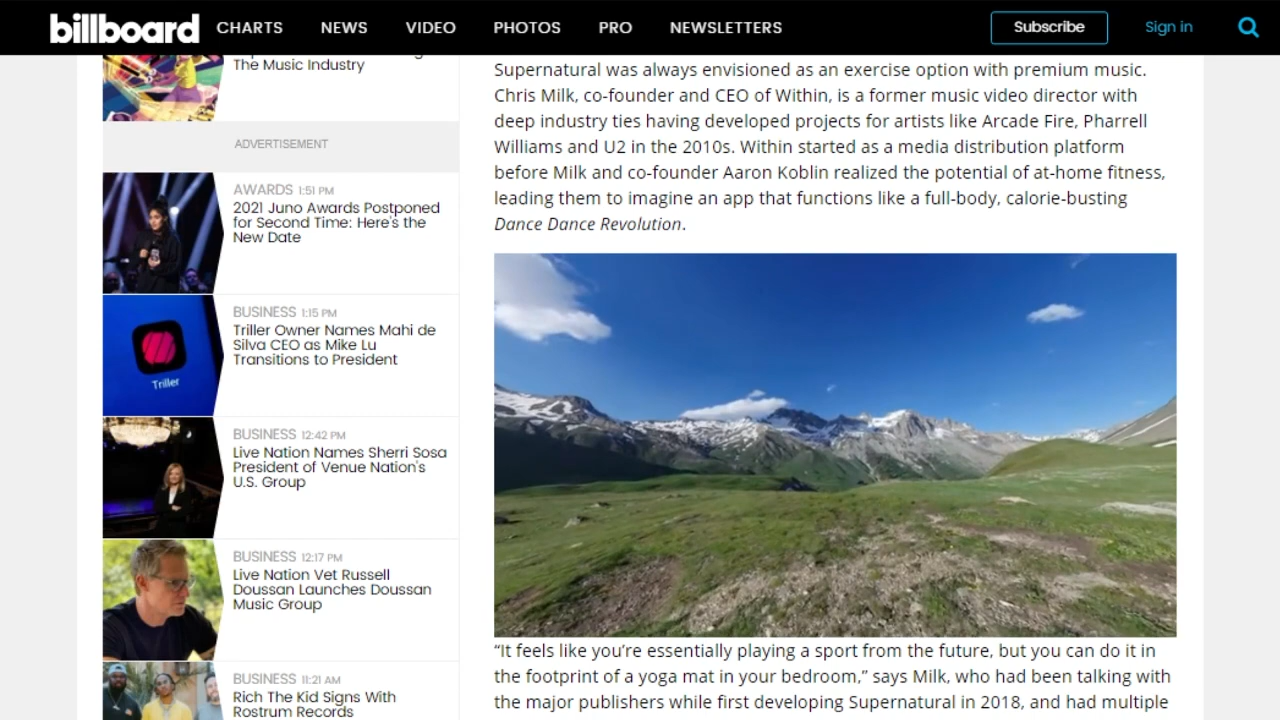 billboard CHARTS NEWS VIDEO PHOTOS PRO NEWSLETTERS Subscribe Sign in
The Music Industry
ADVERTISEMENT
AWARDS 1:51 PM
2021 Juno Awards Postponed
for Second Time: Here's the
New Date
BUSINESS 1:15 PM
Triller Owner Names Mahi de
Silva CEO as Mike Lu
Transitions to President
Triller
BUSINESS 12:42 PM
Live Nation Names Sherri Sosa
President of Venue Nation's
U.S. Group
BUSINESS 12:17 PM
Live Nation Vet Russell
Doussan Launches Doussan
Music Group
BUSINESS 11:21 AM
Rich The Kid Signs With
Rostrum Records
Supernatural was always envisioned as an exercise option with premium music.
Chris Milk, co-founder and CEO of Within, is a former music video director with
deep industry ties having developed projects for artists like Arcade Fire, Pharrell
Williams and U2 in the 2010s. Within started as a media distribution platform
before Milk and co-founder Aaron Koblin realized the potential of at-home fitness,
leading them to imagine an app that functions like a full-body, calorie-busting
Dance Dance Revolution.
“It feels like you’re essentially playing a sport from the future, but you can do it in
the footprint of a yoga mat in your bedroom,” says Milk, who had been talking with
the major publishers while first developing Supernatural in 2018, and had multiple